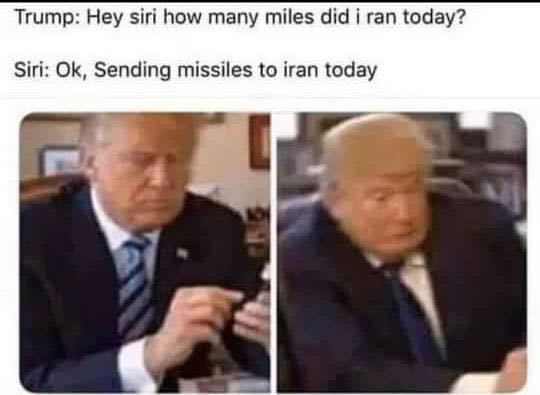 Trump: Hey siri how many miles did i ran today?
Siri: Ok, Sending missiles to iran today